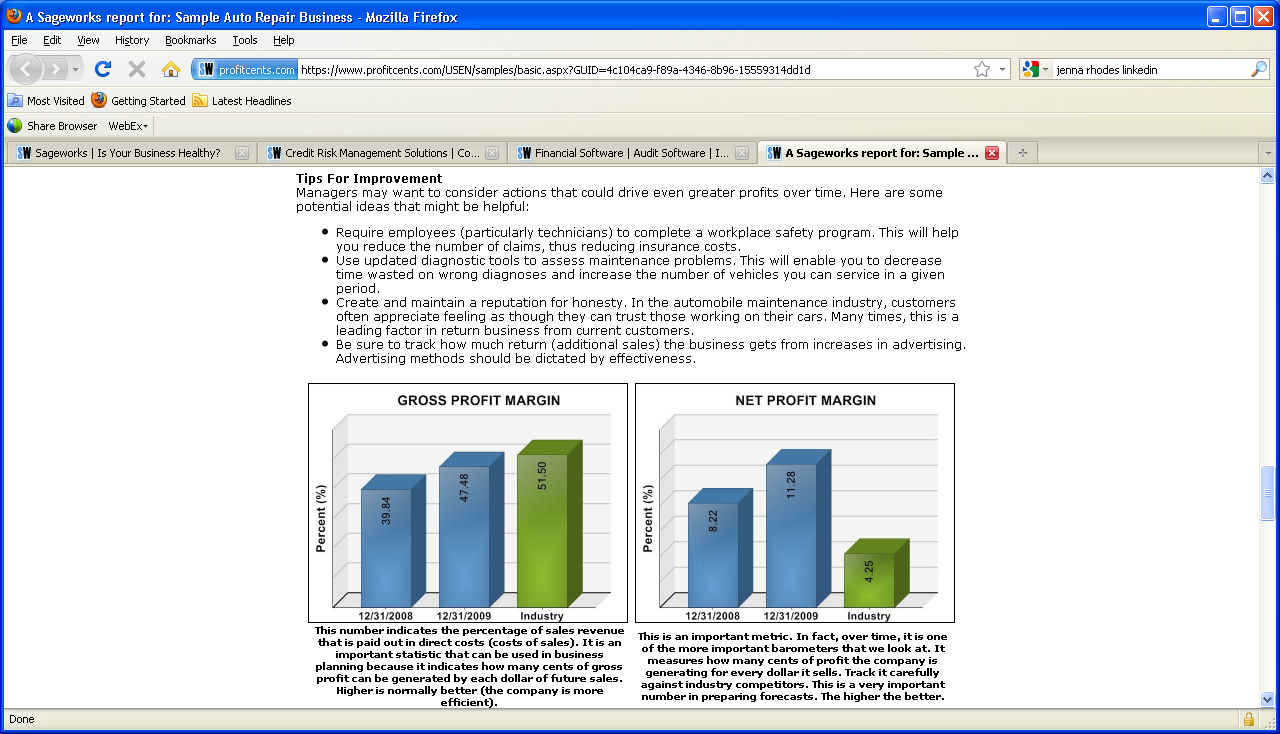 A Sageworks report for: Sample Auto Repair Business - Mozilla Firefox
File Edit View History Bookmarks Tools Help
SW profitcents.com https://www.profitcents.com/USEN/samples/basic.aspx?GUID=4c104ca9-f89a-4346-8b96-15559314dd1d jenna rhodes linkedin
Most Visited Getting Started Latest Headlines
Share Browser WebEx
SW Sageworks | Is Your Business Healthy? SW Credit Risk Management Solutions | Co... SW Financial Software | Audit Software | I... SW A Sageworks report for: Sample ...
Tips For Improvement
Managers may want to consider actions that could drive even greater profits over time. Here are some
potential ideas that might be helpful:
Require employees (particularly technicians) to complete a workplace safety program. This will help
you reduce the number of claims, thus reducing insurance costs.
Use updated diagnostic tools to assess maintenance problems. This will enable you to decrease
time wasted on wrong diagnoses and increase the number of vehicles you can service in a given
period.
Create and maintain a reputation for honesty. In the automobile maintenance industry, customers
often appreciate feeling as though they can trust those working on their cars. Many times, this is a
leading factor in return business from current customers.
Be sure to track how much return (additional sales) the business gets from increases in advertising.
Advertising methods should be dictated by effectiveness.
GROSS PROFIT MARGIN
Percent (%)
39.84
47.48
51.50
12/31/2008 12/31/2009 Industry
This number indicates the percentage of sales revenue
that is paid out in direct costs (costs of sales). It is an
important statistic that can be used in business
planning because it indicates how many cents of gross
profit can be generated by each dollar of future sales.
Higher is normally better (the company is more
efficient).
NET PROFIT MARGIN
Percent (%)
8.22
11.28
4.25
12/31/2008 12/31/2009 Industry
This is an important metric. In fact, over time, it is one
of the more important barometers that we look at. It
measures how many cents of profit the company is
generating for every dollar it sells. Track it carefully
against industry competitors. This is a very important
number in preparing forecasts. The higher the better.
Done